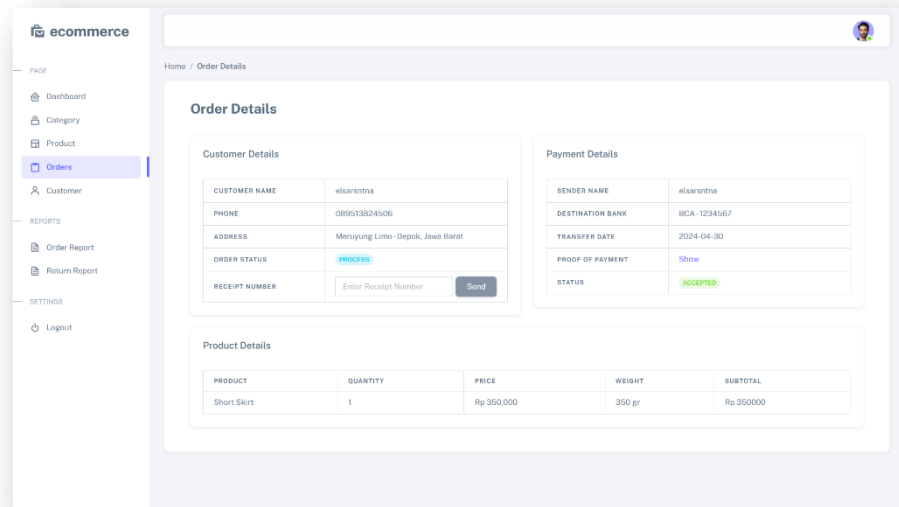 ecommerce
PAGE
Dashboard
Category
Product
Orders
Customer
REPORTS
Order Report
Return Report
SETTINGS
Logout
Home / Order Details
Order Details
Customer Details
CUSTOMER NAME elsarsntna
PHONE 089513824506
ADDRESS Meruyung Limo - Depok, Jawa Barat
ORDER STATUS PROCESS
RECEIPT NUMBER Enter Receipt Number Send
Payment Details
SENDER NAME elsarsntna
DESTINATION BANK BCA - 1234567
TRANSFER DATE 2024-04-30
PROOF OF PAYMENT Show
STATUS ACCEPTED
Product Details
PRODUCT QUANTITY PRICE WEIGHT SUBTOTAL
Short Skirt 1 Rp 350,000 350 gr Rp 350000